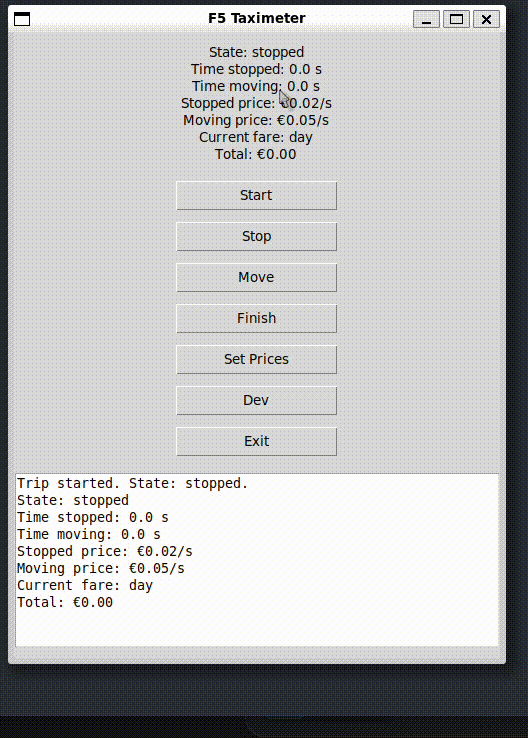 F5 Taximeter
State: stopped
Time stopped: 0.0 s
Time moving: 0.0 s
Stopped price: €0.02/s
Moving price: €0.05/s
Current fare: day
Total: €0.00
Start
Stop
Move
Finish
Set Prices
Dev
Exit
Trip started. State: stopped.
State: stopped
Time stopped: 0.0 s
Time moving: 0.0 s
Stopped price: €0.02/s
Moving price: €0.05/s
Current fare: day
Total: €0.00